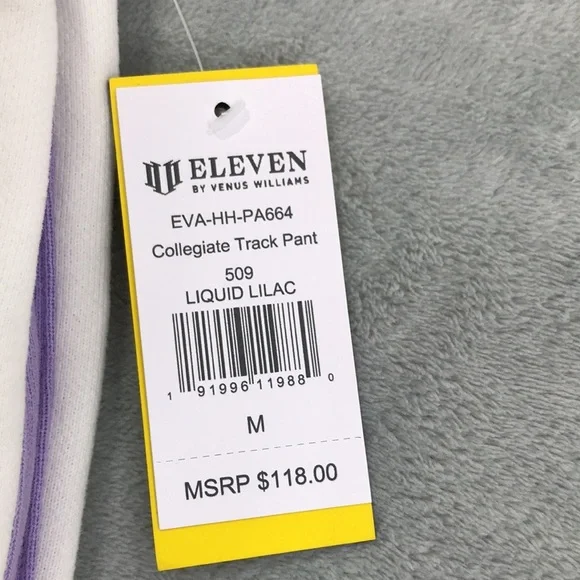 ELEVEN
BY VENUS WILLIAMS
EVA-HH-PA664
Collegiate Track Pant
509
LIQUID LILAC
1 91996 11988 0
M
MSRP $118.00